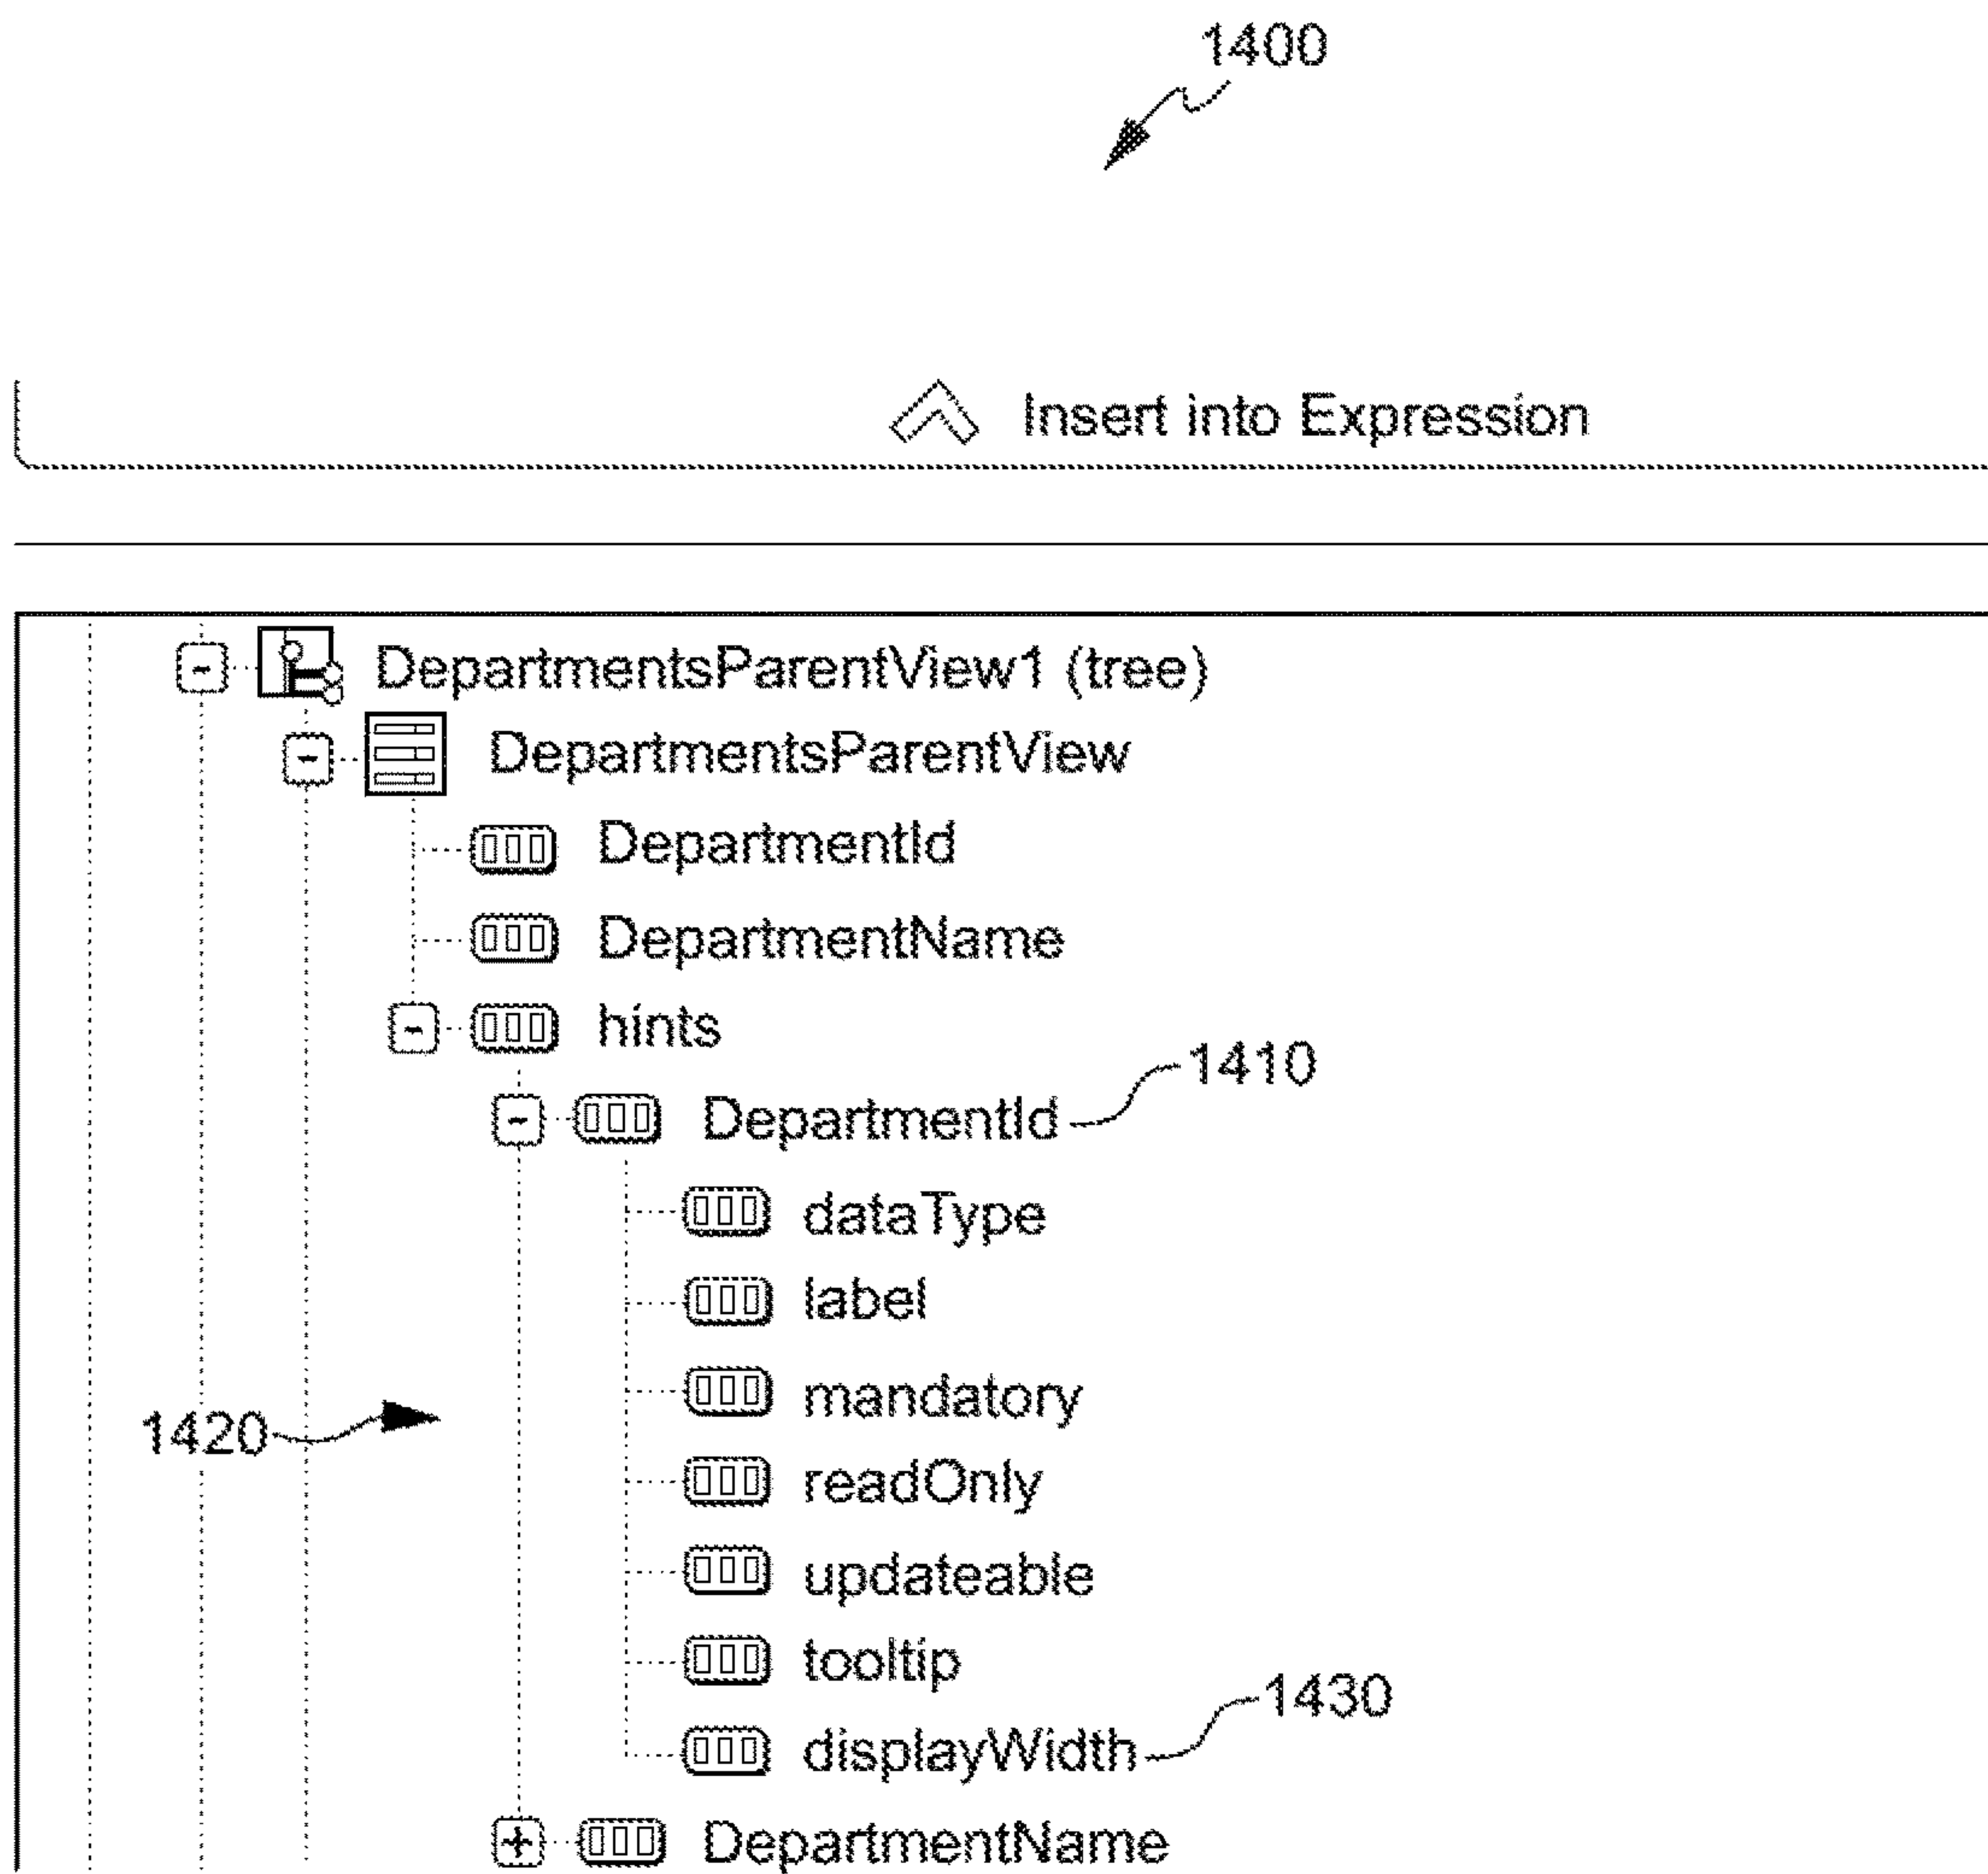 1400
Insert into Expression
DepartmentsParentView1 (tree)
DepartmentsParentView
DepartmentId
DepartmentName
hints
1410
DepartmentId
dataType
label
mandatory
1420
readOnly
updateable
tooltip
1430
displayWidth
DepartmentName